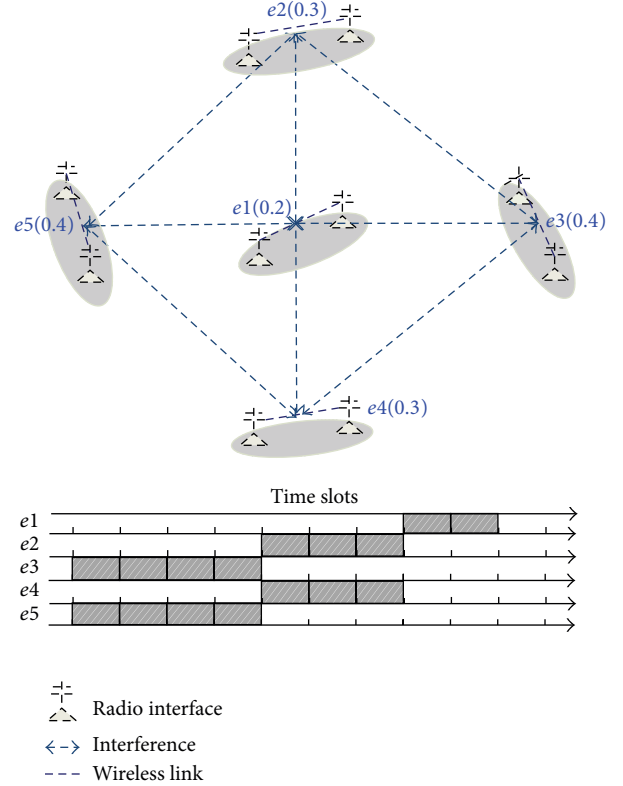 e2(0.3)
e1(0.2)
e5(0.4)
e3(0.4)
e4(0.3)
Time slots
e1
e2
e3
e4
e5
Radio interface
Interference
Wireless link